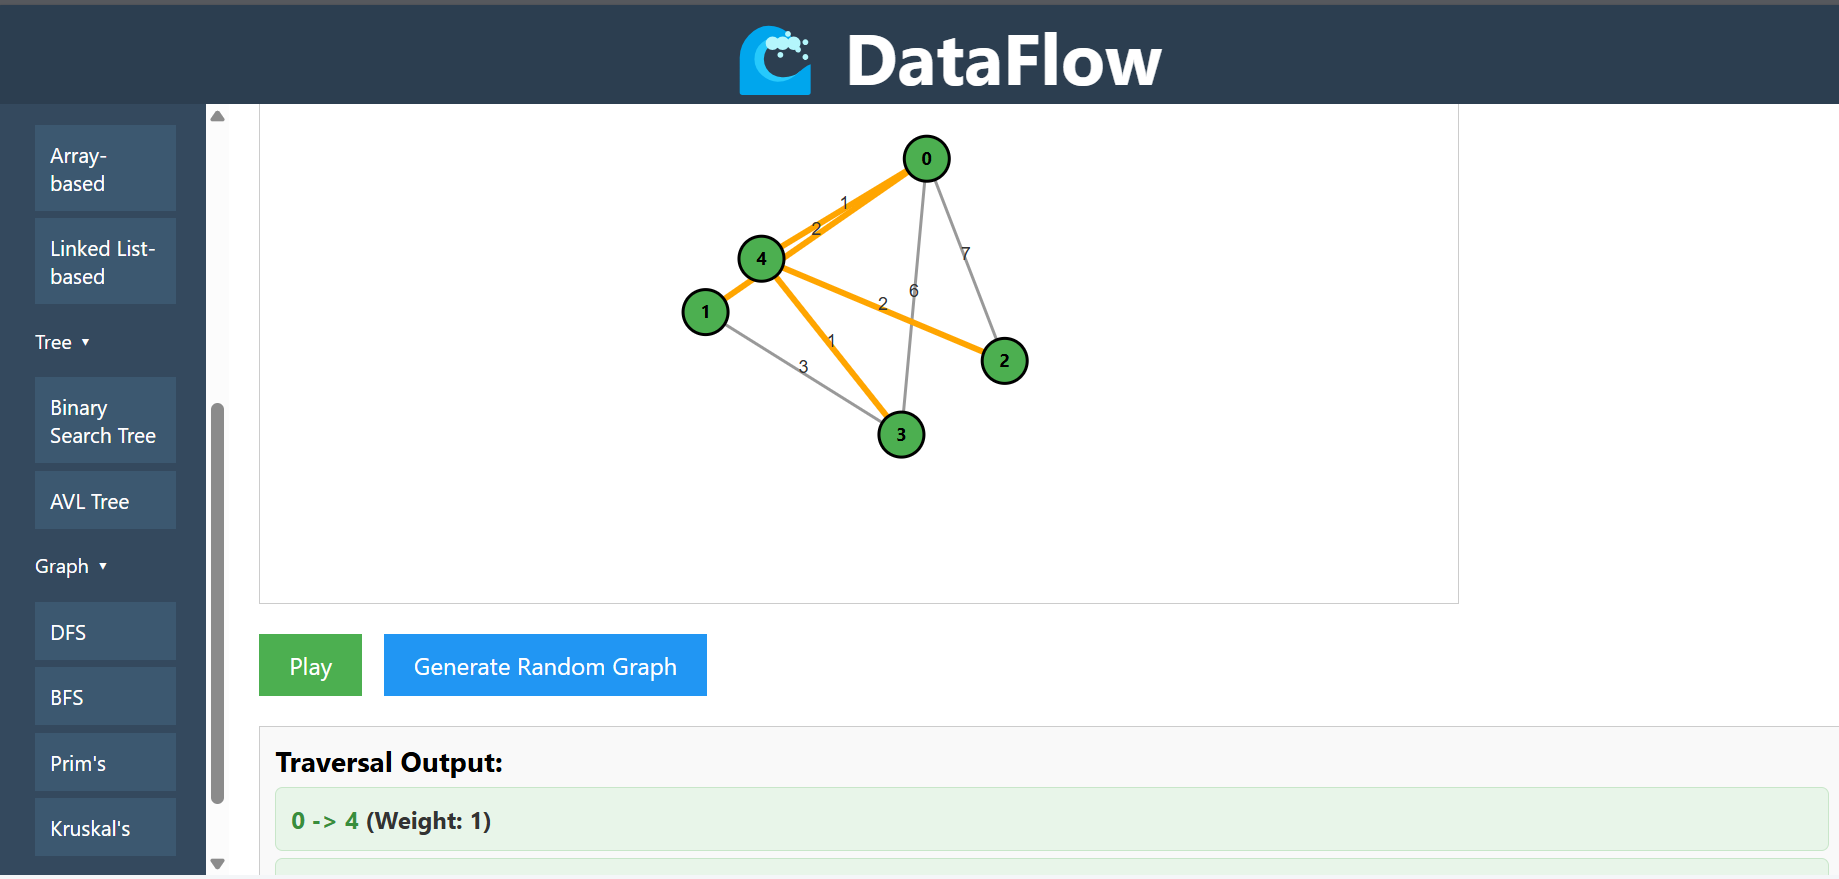 DataFlow
Array-
based
Linked List-
based
Tree ▾
Binary
Search Tree
AVL Tree
Graph ▾
DFS
BFS
Prim's
Kruskal's
0
1
2
7
4
6
2
1
1
3
2
3
Play
Generate Random Graph
Traversal Output:
0 -> 4 (Weight: 1)